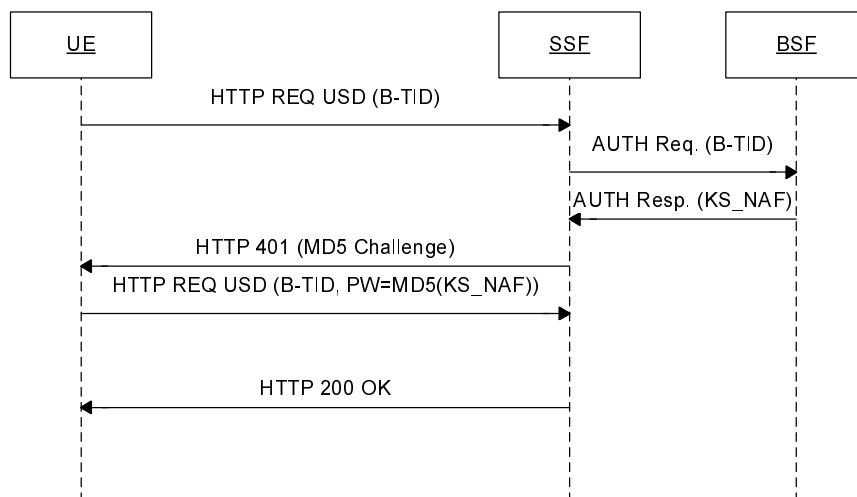 UE
SSF
BSF
HTTP REQ USD (B-TID)
AUTH Req. (B-TID)
AUTH Resp. (KS_NAF)
HTTP 401 (MD5 Challenge)
HTTP REQ USD (B-TID, PW=MD5(KS_NAF))
HTTP 200 OK